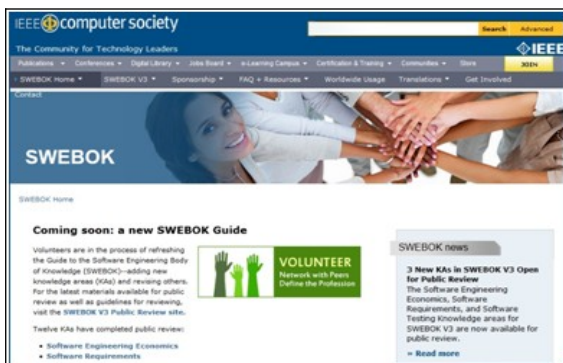 IEEE computer society
Search Advanced
The Community for Technology Leaders
IEEE
Publications Conferences Digital Library Jobs Board e-Learning Campus Certification & Training Communities Store JOIN
SWEBOK Home SWEBOK V3 Sponsorship FAQ + Resources Worldwide Usage Translations Get Involved
Contact
SWEBOK
SWEBOK Home
Coming soon: a new SWEBOK Guide
Volunteers are in the process of refreshing
the Guide to the Software Engineering Body
of Knowledge (SWEBOK)--adding new
knowledge areas (KAs) and revising others.
For the latest materials available for public
review as well as guidelines for reviewing,
visit the SWEBOK V3 Public Review site.
Twelve KAs have completed public review:
• Software Engineering Economics
• Software Requirements
VOLUNTEER
Network with Peers
Define the Profession
SWEBOK news
3 New KAs in SWEBOK V3 Open
for Public Review
The Software Engineering
Economics, Software
Requirements, and Software
Testing Knowledge areas for
SWEBOK V3 are now available for
public review.
» Read more